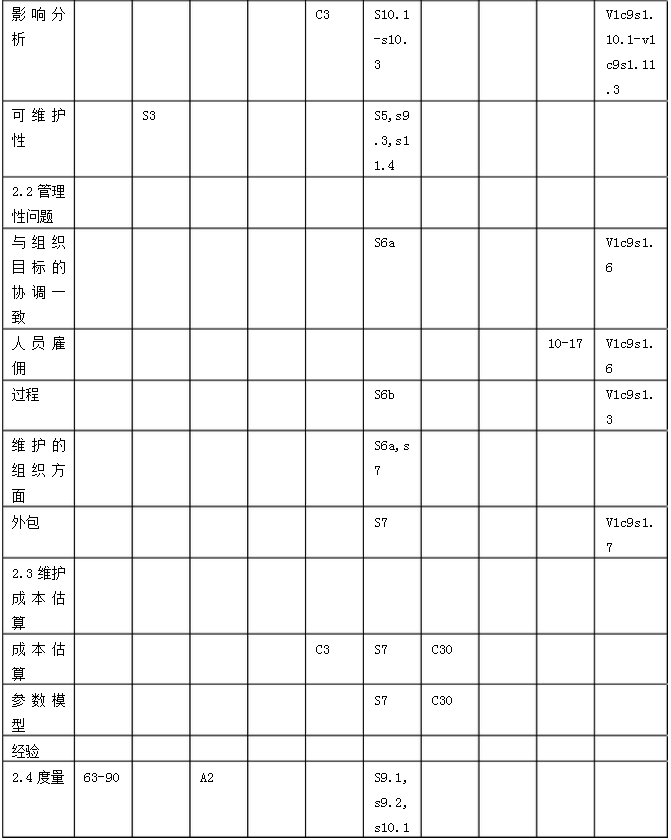 影响分 C3 S10.1 V1c9s1.
析 -s10. 10.1-v1
3 c9s1.11
.3
可维护 S3 S5,s9
性 .3,s1
1.4
2.2管理
性问题
与组织 S6a V1c9s1.
目标的 6
协调一
致
人员雇 10-17 V1c9s1.
佣 6
过程 S6b V1c9s1.
3
维护的 S6a,s
组织方 7
面
外包 S7 V1c9s1.
7
2.3维护
成本估
算
成本估 C3 S7 C30
算
参数模 S7 C30
型
经验
2.4度量 63-90 A2 S9.1,
s9.2,
s10.1